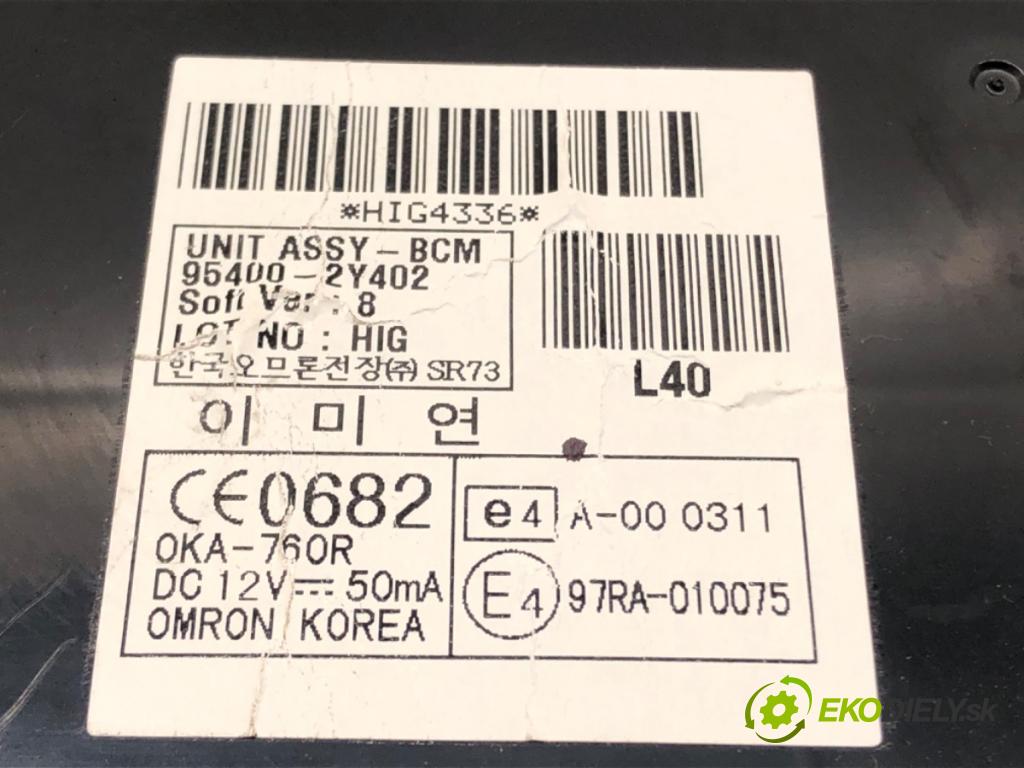 *HIG4336*
UNIT ASSY-BCM
95400-2Y402
Soft Ver : 8
LOT NO : HIG
한국오므론전장(주) SR73
L40
이 미 연
CE0682
OKA-760R
DC 12V⎓50mA
OMRON KOREA
e4 A-00 0311
E4 97RA-010075
EKODIELY.sk